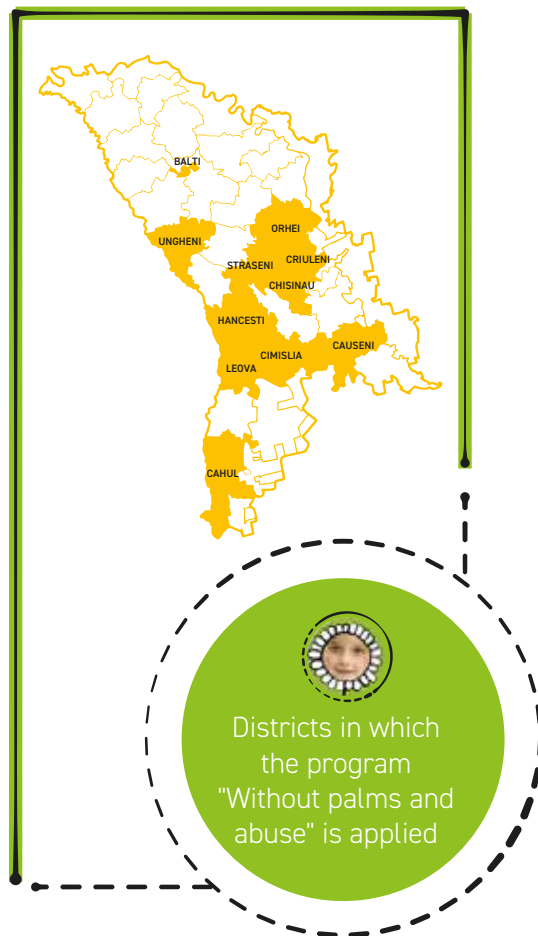 BALTI
ORHEI
UNGHENI
CRIULENI
STRASENI
CHISINAU
HANCESTI
CAUSENI
CIMISLIA
LEOVA
CAHUL
Districts in which
the program
"Without palms and
abuse" is applied